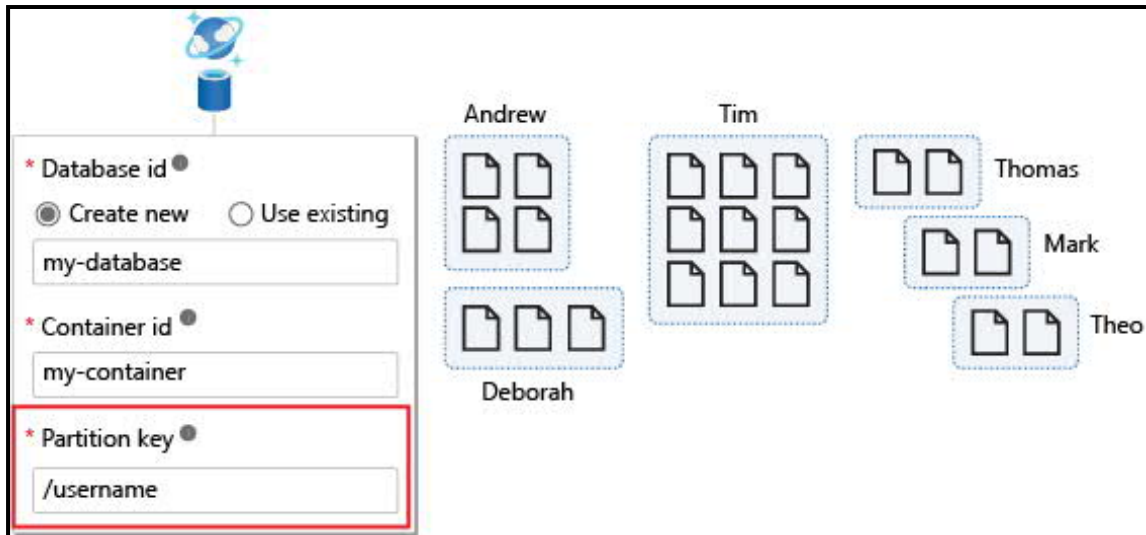 * Database id
Create new Use existing
my-database
* Container id
my-container
* Partition key
/username
Andrew
Deborah
Tim
Thomas
Mark
Theo